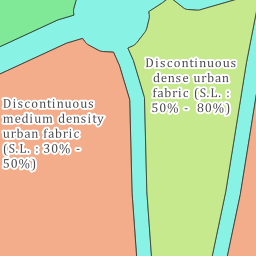 Discontinuous
dense urban
fabric (S.L. :
50% - 80%)
Discontinuous
medium density
urban fabric
(S.L. : 30% -
50%)